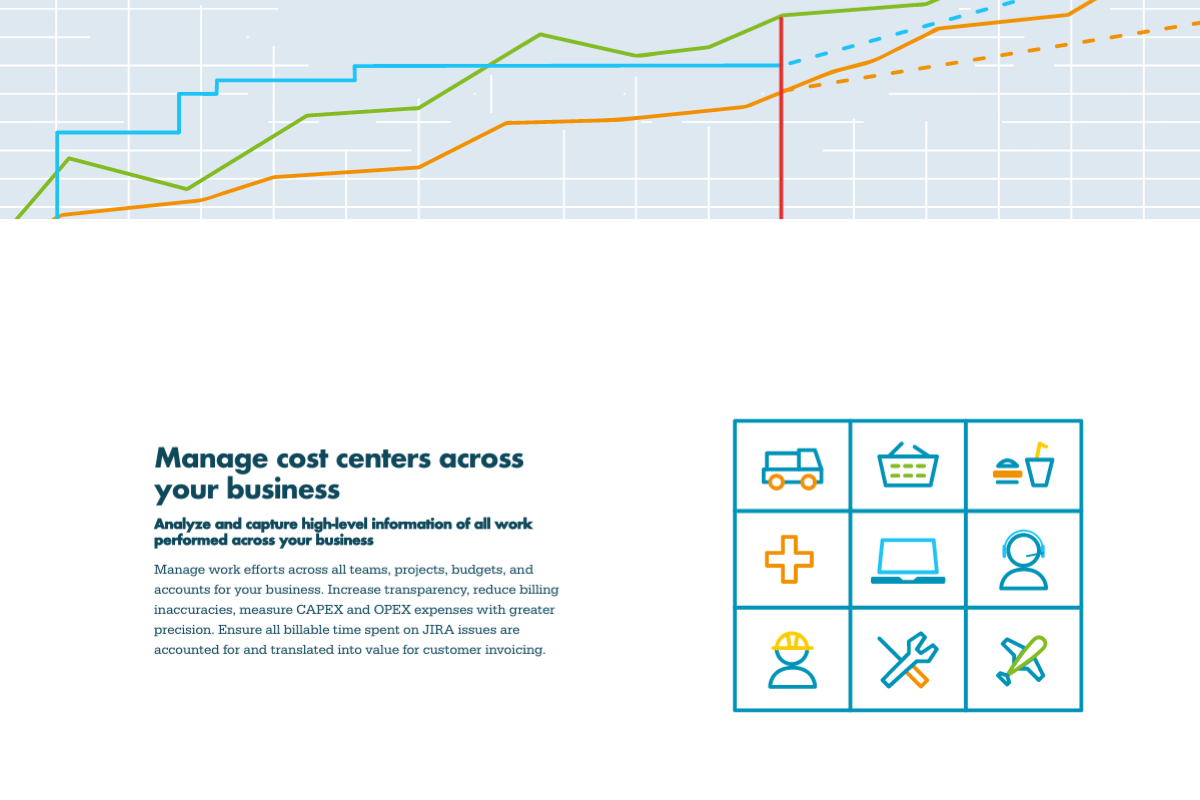 Manage cost centers across
your business
Analyze and capture high-level information of all work
performed across your business
Manage work efforts across all teams, projects, budgets, and
accounts for your business. Increase transparency, reduce billing
inaccuracies, measure CAPEX and OPEX expenses with greater
precision. Ensure all billable time spent on JIRA issues are
accounted for and translated into value for customer invoicing.